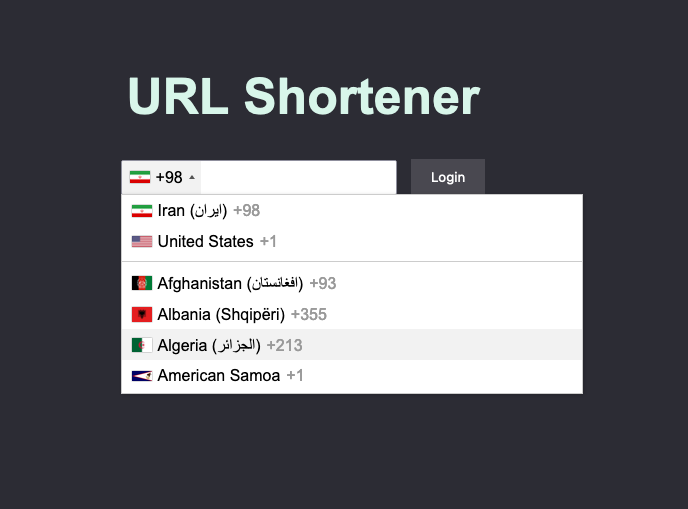 URL Shortener
+98
Login
Iran (‫ایران‬‎) +98
United States +1
Afghanistan (‫افغانستان‬‎) +93
Albania (Shqipëri) +355
Algeria (‫الجزائر‬‎) +213
American Samoa +1